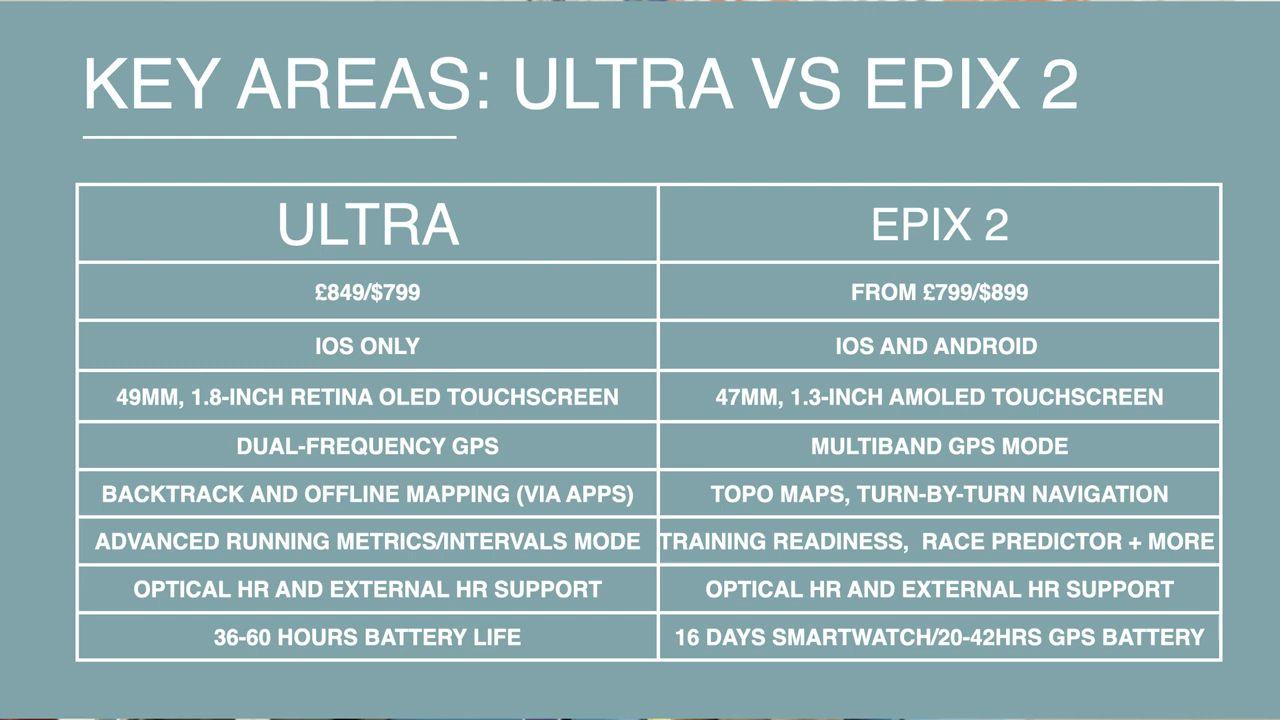 KEY AREAS: ULTRA VS EPIX 2
ULTRA
EPIX 2
£849/$799
FROM £799/$899
IOS ONLY
IOS AND ANDROID
49MM, 1.8-INCH RETINA OLED TOUCHSCREEN
47MM, 1.3-INCH AMOLED TOUCHSCREEN
DUAL-FREQUENCY GPS
MULTIBAND GPS MODE
BACKTRACK AND OFFLINE MAPPING (VIA APPS)
TOPO MAPS, TURN-BY-TURN NAVIGATION
ADVANCED RUNNING METRICS/INTERVALS MODE
TRAINING READINESS, RACE PREDICTOR + MORE
OPTICAL HR AND EXTERNAL HR SUPPORT
OPTICAL HR AND EXTERNAL HR SUPPORT
36-60 HOURS BATTERY LIFE
16 DAYS SMARTWATCH/20-42HRS GPS BATTERY